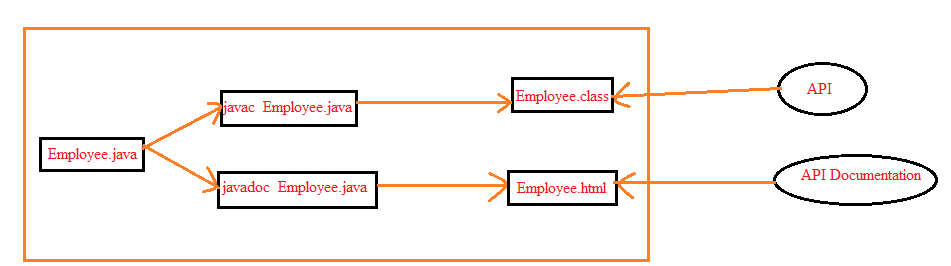 Employee.java
javac Employee.java
Employee.class
API
javadoc Employee.java
Employee.html
API Documentation